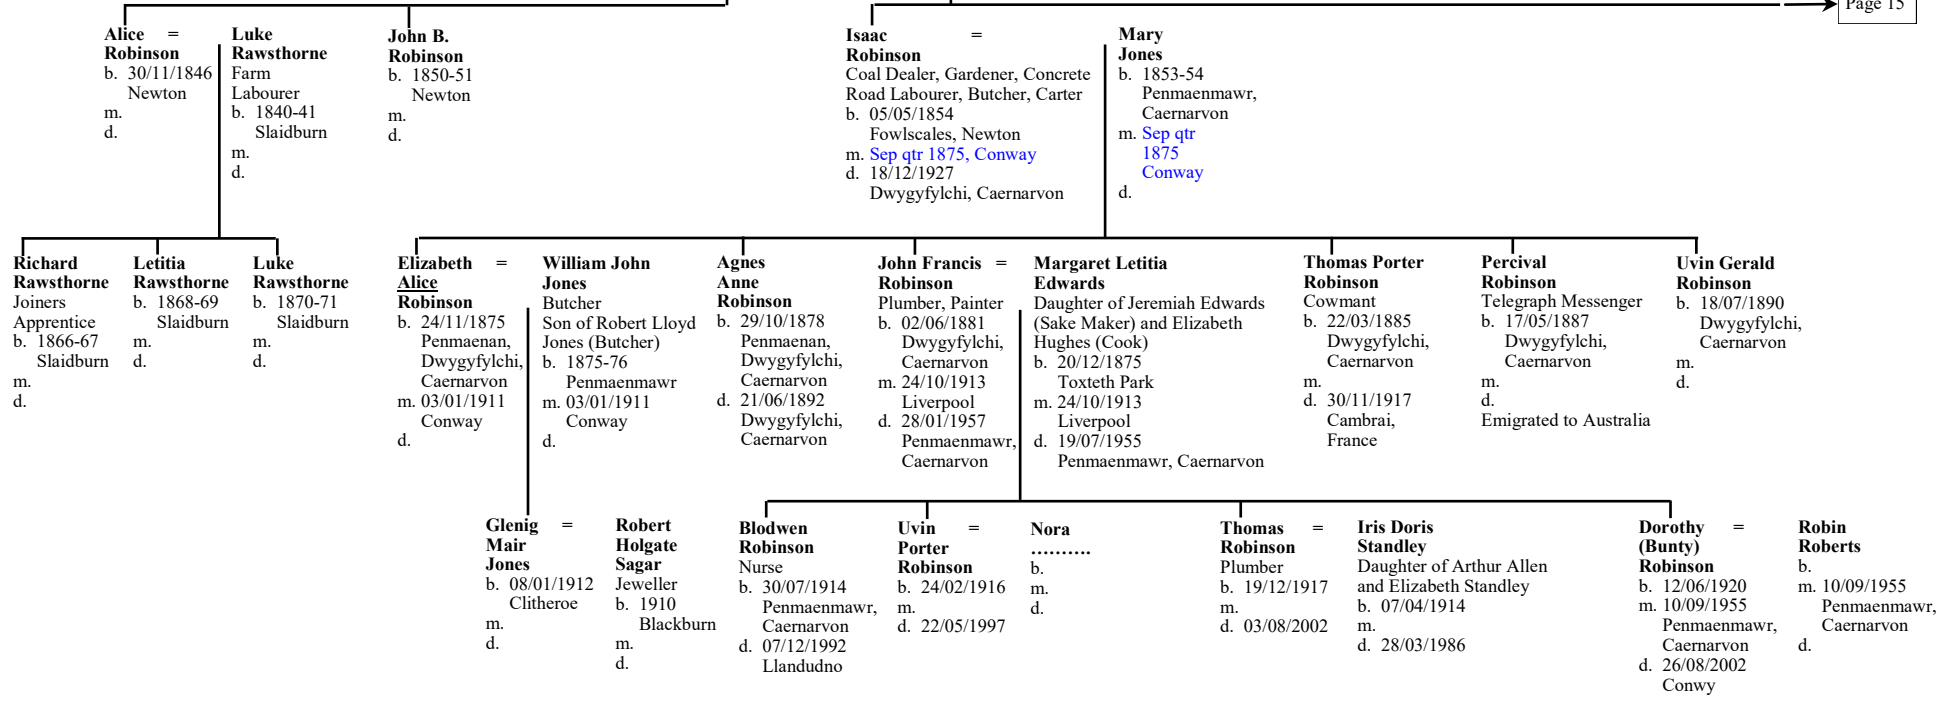 Page 15
Alice =
Robinson
b. 30/11/1846
Newton
m.
d.
Luke
Rawsthorne
Farm
Labourer
b. 1840-41
Slaidburn
m.
d.
John B.
Robinson
b. 1850-51
Newton
m.
d.
Isaac =
Robinson
Coal Dealer, Gardener, Concrete
Road Labourer, Butcher, Carter
b. 05/05/1854
Fowlscales, Newton
m. Sep qtr 1875, Conway
d. 18/12/1927
Dwygyfylchi, Caernarvon
Mary
Jones
b. 1853-54
Penmaenmawr,
Caernarvon
m. Sep qtr
1875
Conway
d.
Richard
Rawsthorne
Joiners
Apprentice
b. 1866-67
Slaidburn
m.
d.
Letitia
Rawsthorne
b. 1868-69
Slaidburn
m.
d.
Luke
Rawsthorne
b. 1870-71
Slaidburn
m.
d.
Elizabeth =
Alice
Robinson
b. 24/11/1875
Penmaenan,
Dwygyfylchi,
Caernarvon
m. 03/01/1911
Conway
d.
William John
Jones
Butcher
Son of Robert Lloyd
Jones (Butcher)
b. 1875-76
Penmaenmawr
m. 03/01/1911
Conway
d.
Agnes
Anne
Robinson
b. 29/10/1878
Penmaenan,
Dwygyfylchi,
Caernarvon
d. 21/06/1892
Dwygyfylchi,
Caernarvon
John Francis =
Robinson
Plumber, Painter
b. 02/06/1881
Dwygyfylchi,
Caernarvon
m. 24/10/1913
Liverpool
d. 28/01/1957
Penmaenmawr,
Caernarvon
Margaret Letitia
Edwards
Daughter of Jeremiah Edwards
(Sake Maker) and Elizabeth
Hughes (Cook)
b. 20/12/1875
Toxteth Park
m. 24/10/1913
Liverpool
d. 19/07/1955
Penmaenmawr, Caernarvon
Thomas Porter
Robinson
Cowmant
b. 22/03/1885
Dwygyfylchi,
Caernarvon
m.
d. 30/11/1917
Cambrai,
France
Percival
Robinson
Telegraph Messenger
b. 17/05/1887
Dwygyfylchi,
Caernarvon
m.
d.
Emigrated to Australia
Uvin Gerald
Robinson
b. 18/07/1890
Dwygyfylchi,
Caernarvon
m.
d.
Glenig =
Mair
Jones
b. 08/01/1912
Clitheroe
m.
d.
Robert
Holgate
Sagar
Jeweller
b. 1910
Blackburn
m.
d.
Blodwen
Robinson
Nurse
b. 30/07/1914
Penmaenmawr,
Caernarvon
d. 07/12/1992
Llandudno
Uvin =
Porter
Robinson
b. 24/02/1916
m.
d. 22/05/1997
Nora
..........
b.
m.
d.
Thomas =
Robinson
Plumber
b. 19/12/1917
m.
d. 03/08/2002
Iris Doris
Standley
Daughter of Arthur Allen
and Elizabeth Standley
b. 07/04/1914
m.
d. 28/03/1986
Dorothy =
(Bunty)
Robinson
b. 12/06/1920
m. 10/09/1955
Penmaenmawr,
Caernarvon
d. 26/08/2002
Conwy
Robin
Roberts
b.
m. 10/09/1955
Penmaenmawr,
Caernarvon
d.